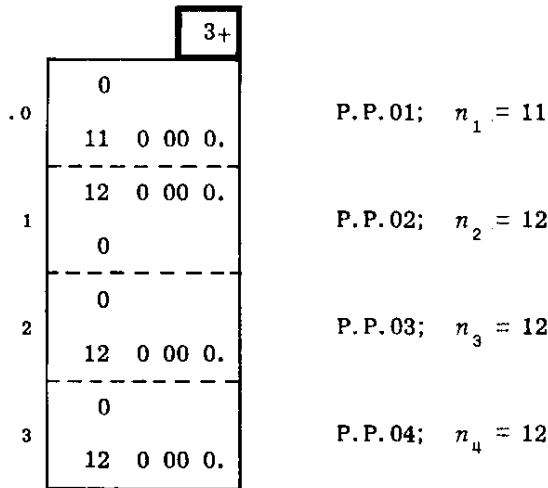 3+
0
.0 P.P.01; n₁ = 11
11 0 00 0.
12 0 00 0.
1 P.P.02; n₂ = 12
0
0
2 P.P.03; n₃ = 12
12 0 00 0.
0
3 P.P.04; n₄ = 12
12 0 00 0.